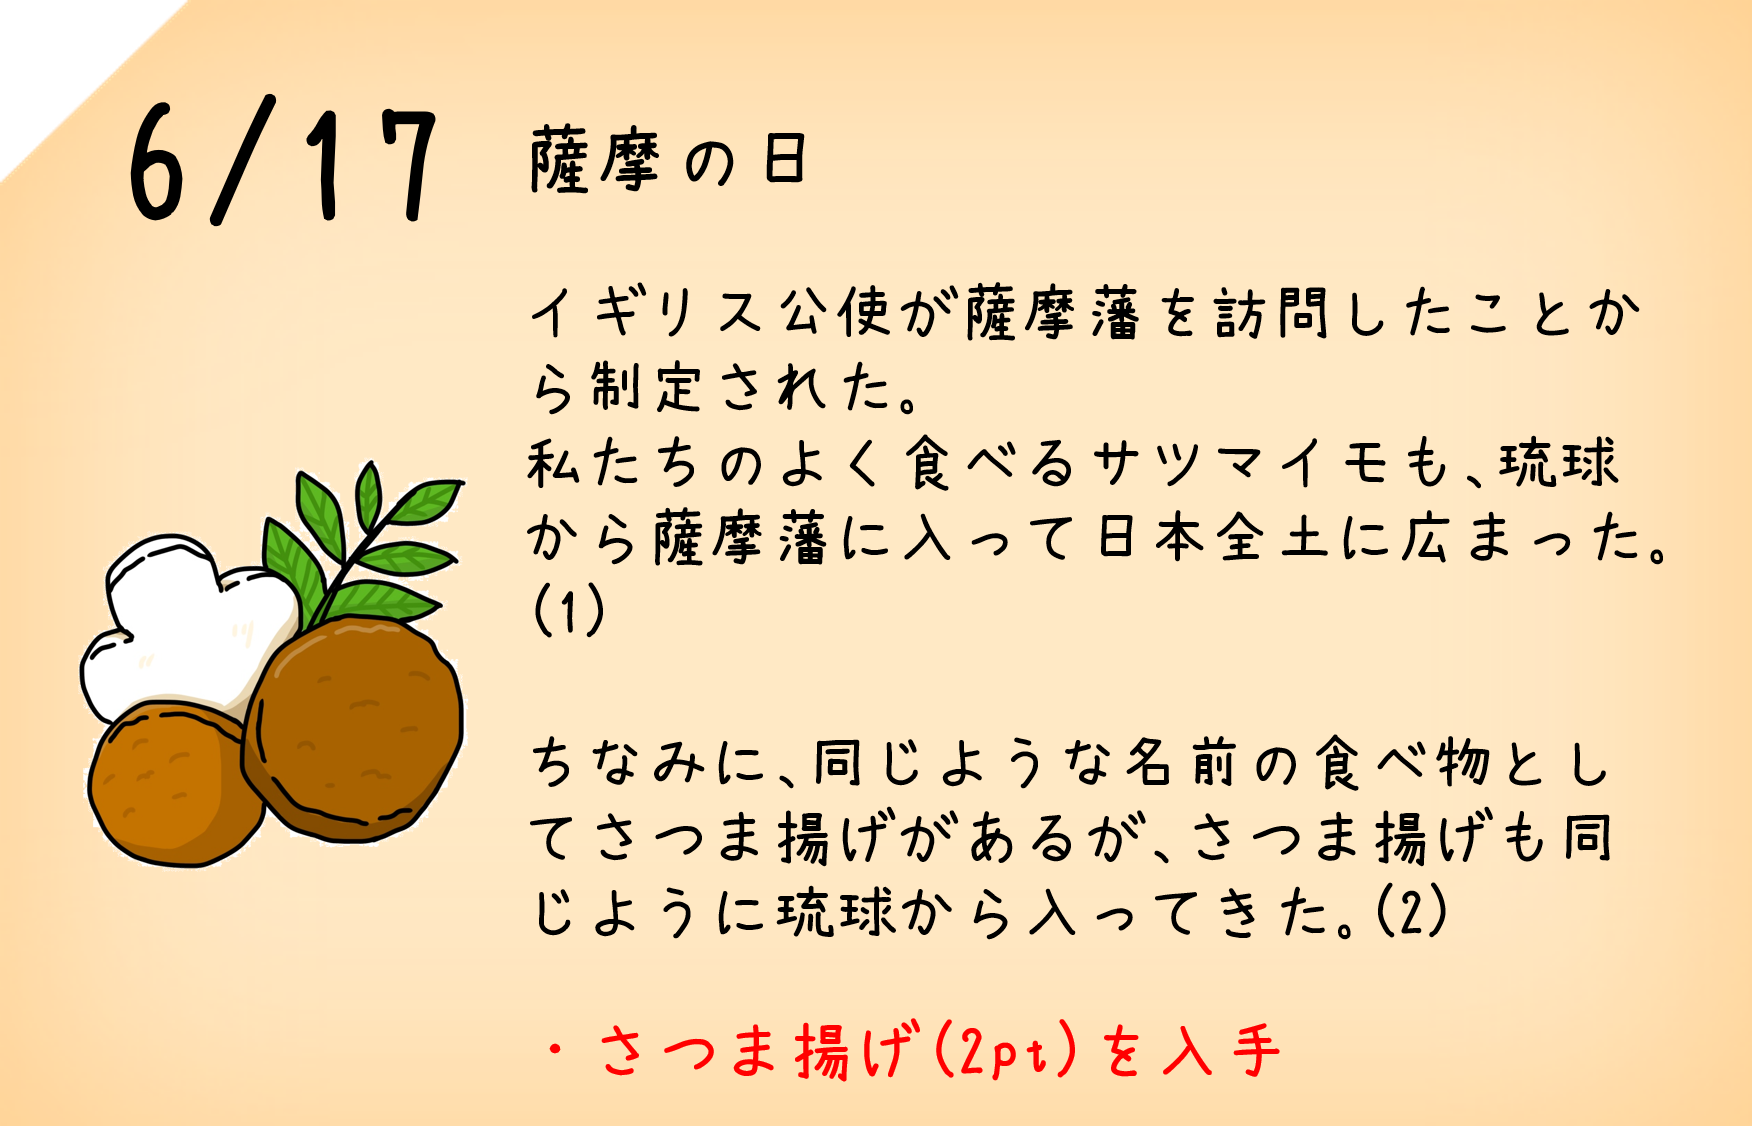 6/17
薩摩の日
イギリス公使が薩摩藩を訪問したことか
ら制定された。
私たちのよく食べるサツマイモも、琉球
から薩摩藩に入って日本全土に広まった。
(1)
ちなみに、同じような名前の食べ物とし
てさつま揚げがあるが、さつま揚げも同
じように琉球から入ってきた。(2)
・さつま揚げ(2pt)を入手